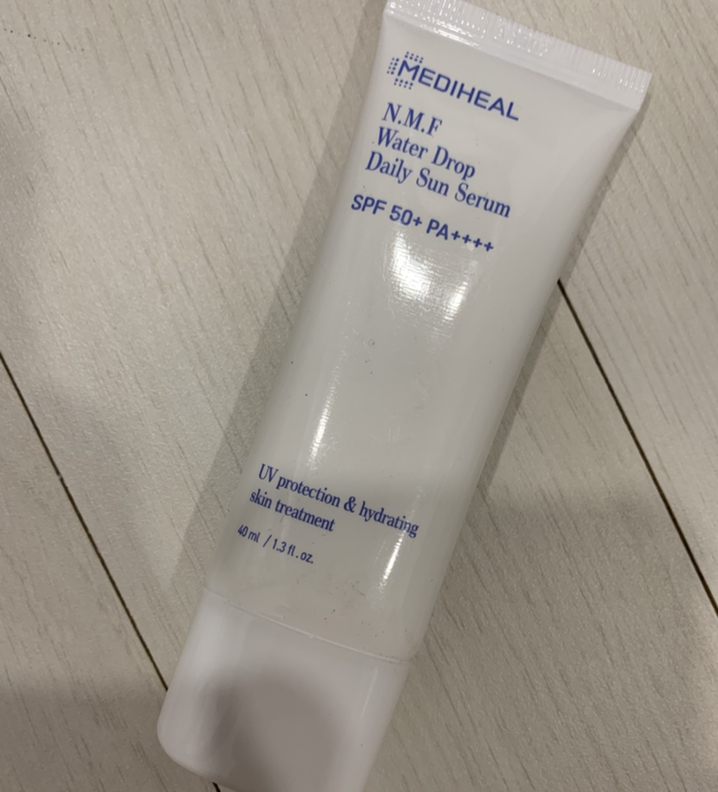 MEDIHEAL
N.M.F
Water Drop
Daily Sun Serum
SPF 50+ PA++++
UV protection & hydrating
skin treatment
40 ml / 1.3 fl. oz.